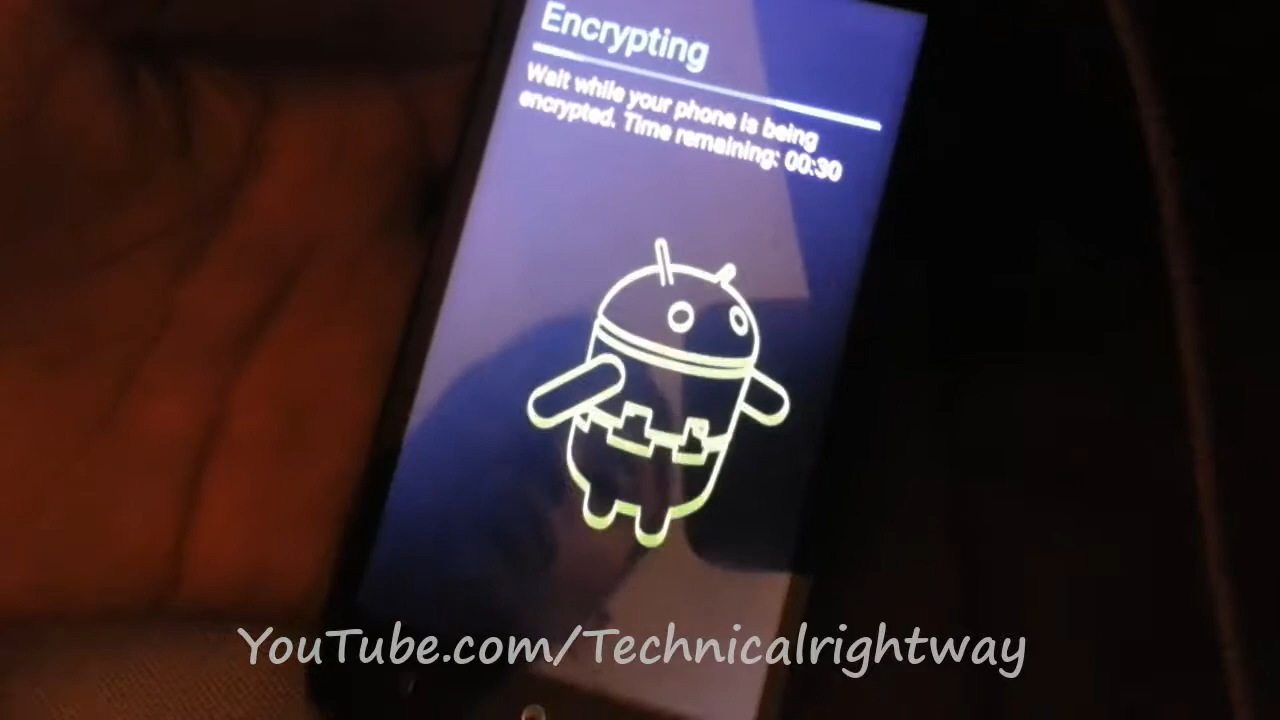 Encrypting
Wait while your phone is being
encrypted. Time remaining: 00:30
YouTube.com/Technicalrightway